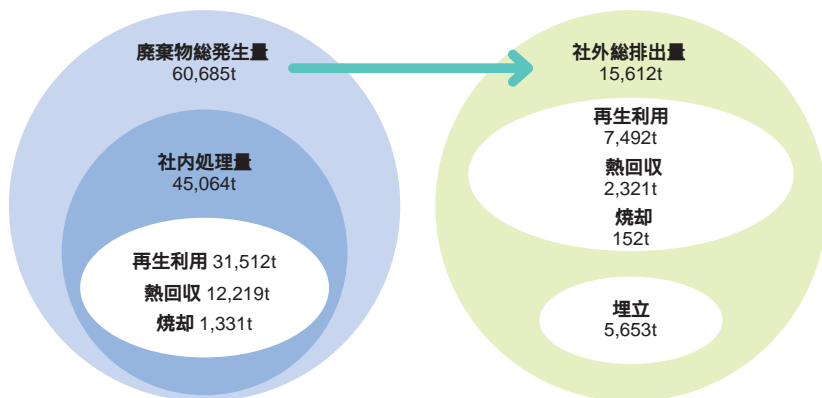 廃棄物総発生量
60,685t
社内処理量
45,064t
再生利用 31,512t
熱回収 12,219t
焼却 1,331t
社外総排出量
15,612t
再生利用
7,492t
熱回収
2,321t
焼却
152t
埋立
5,653t